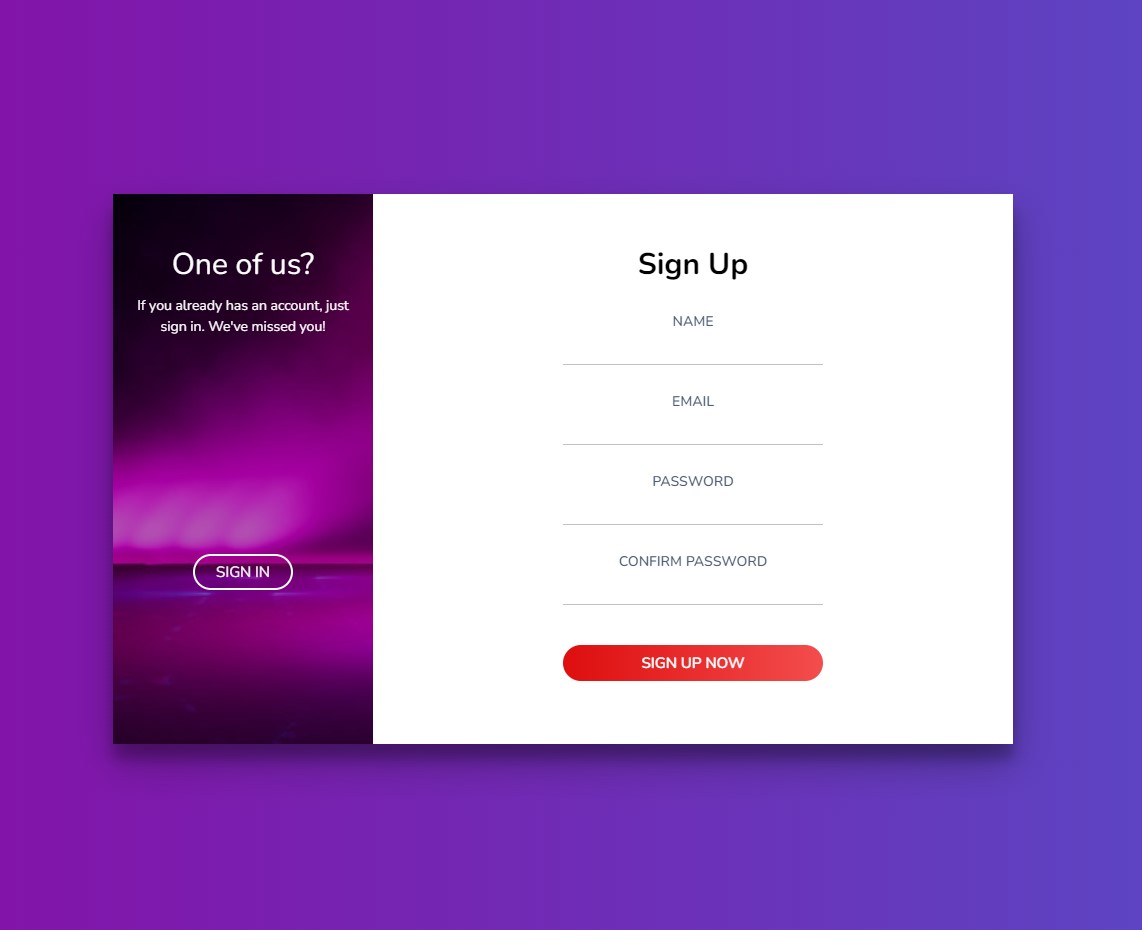 One of us?
If you already has an account, just
sign in. We've missed you!
SIGN IN
Sign Up
NAME
EMAIL
PASSWORD
CONFIRM PASSWORD
SIGN UP NOW